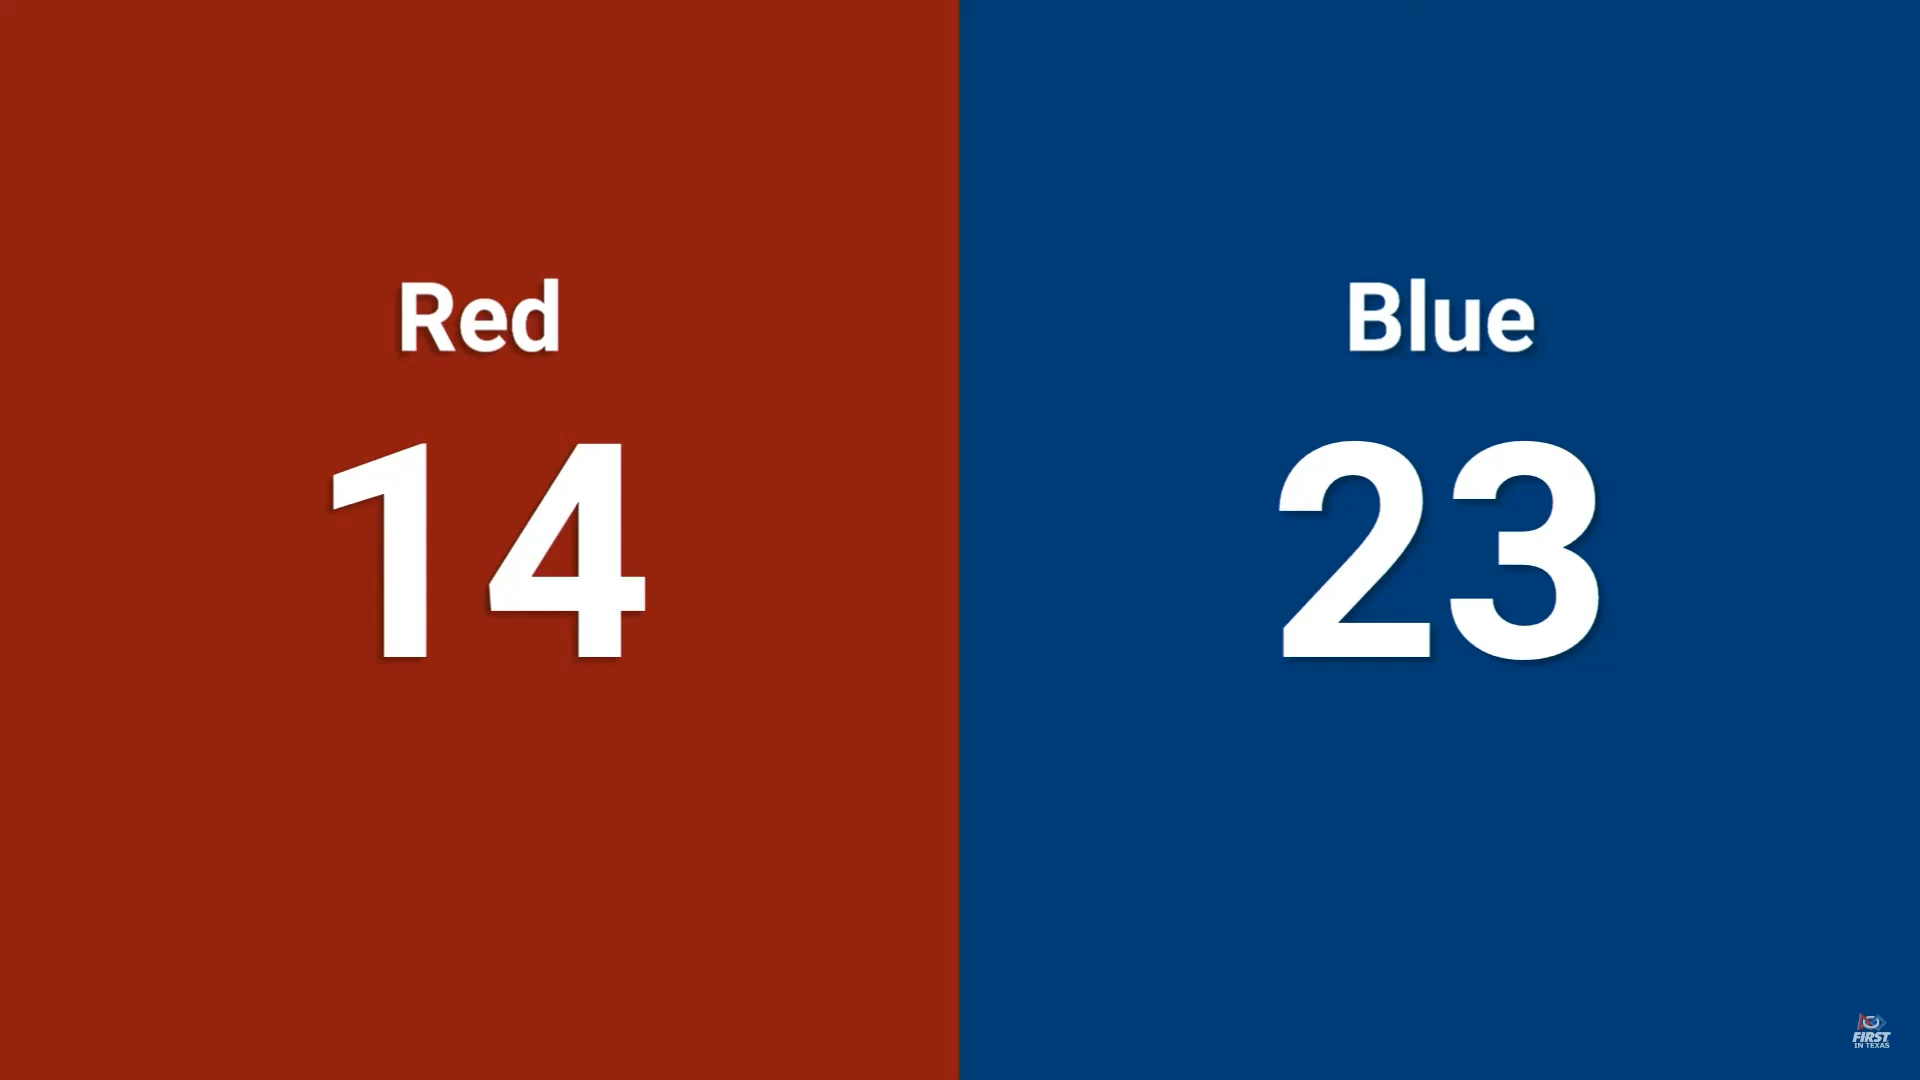 Red
14
Blue
23
FIRST
IN TEXAS